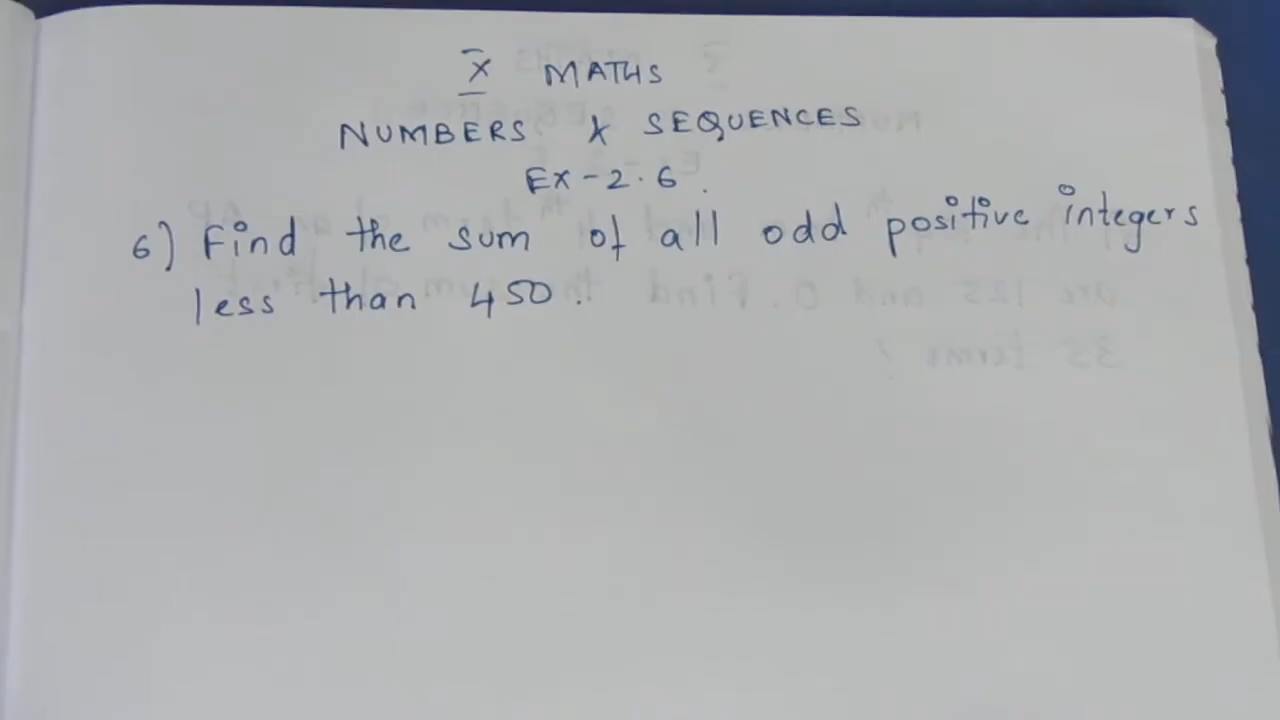 X MATHS
NUMBERS & SEQUENCES
Ex-2.6.
6) Find the sum of all odd positive integers
less than 450.